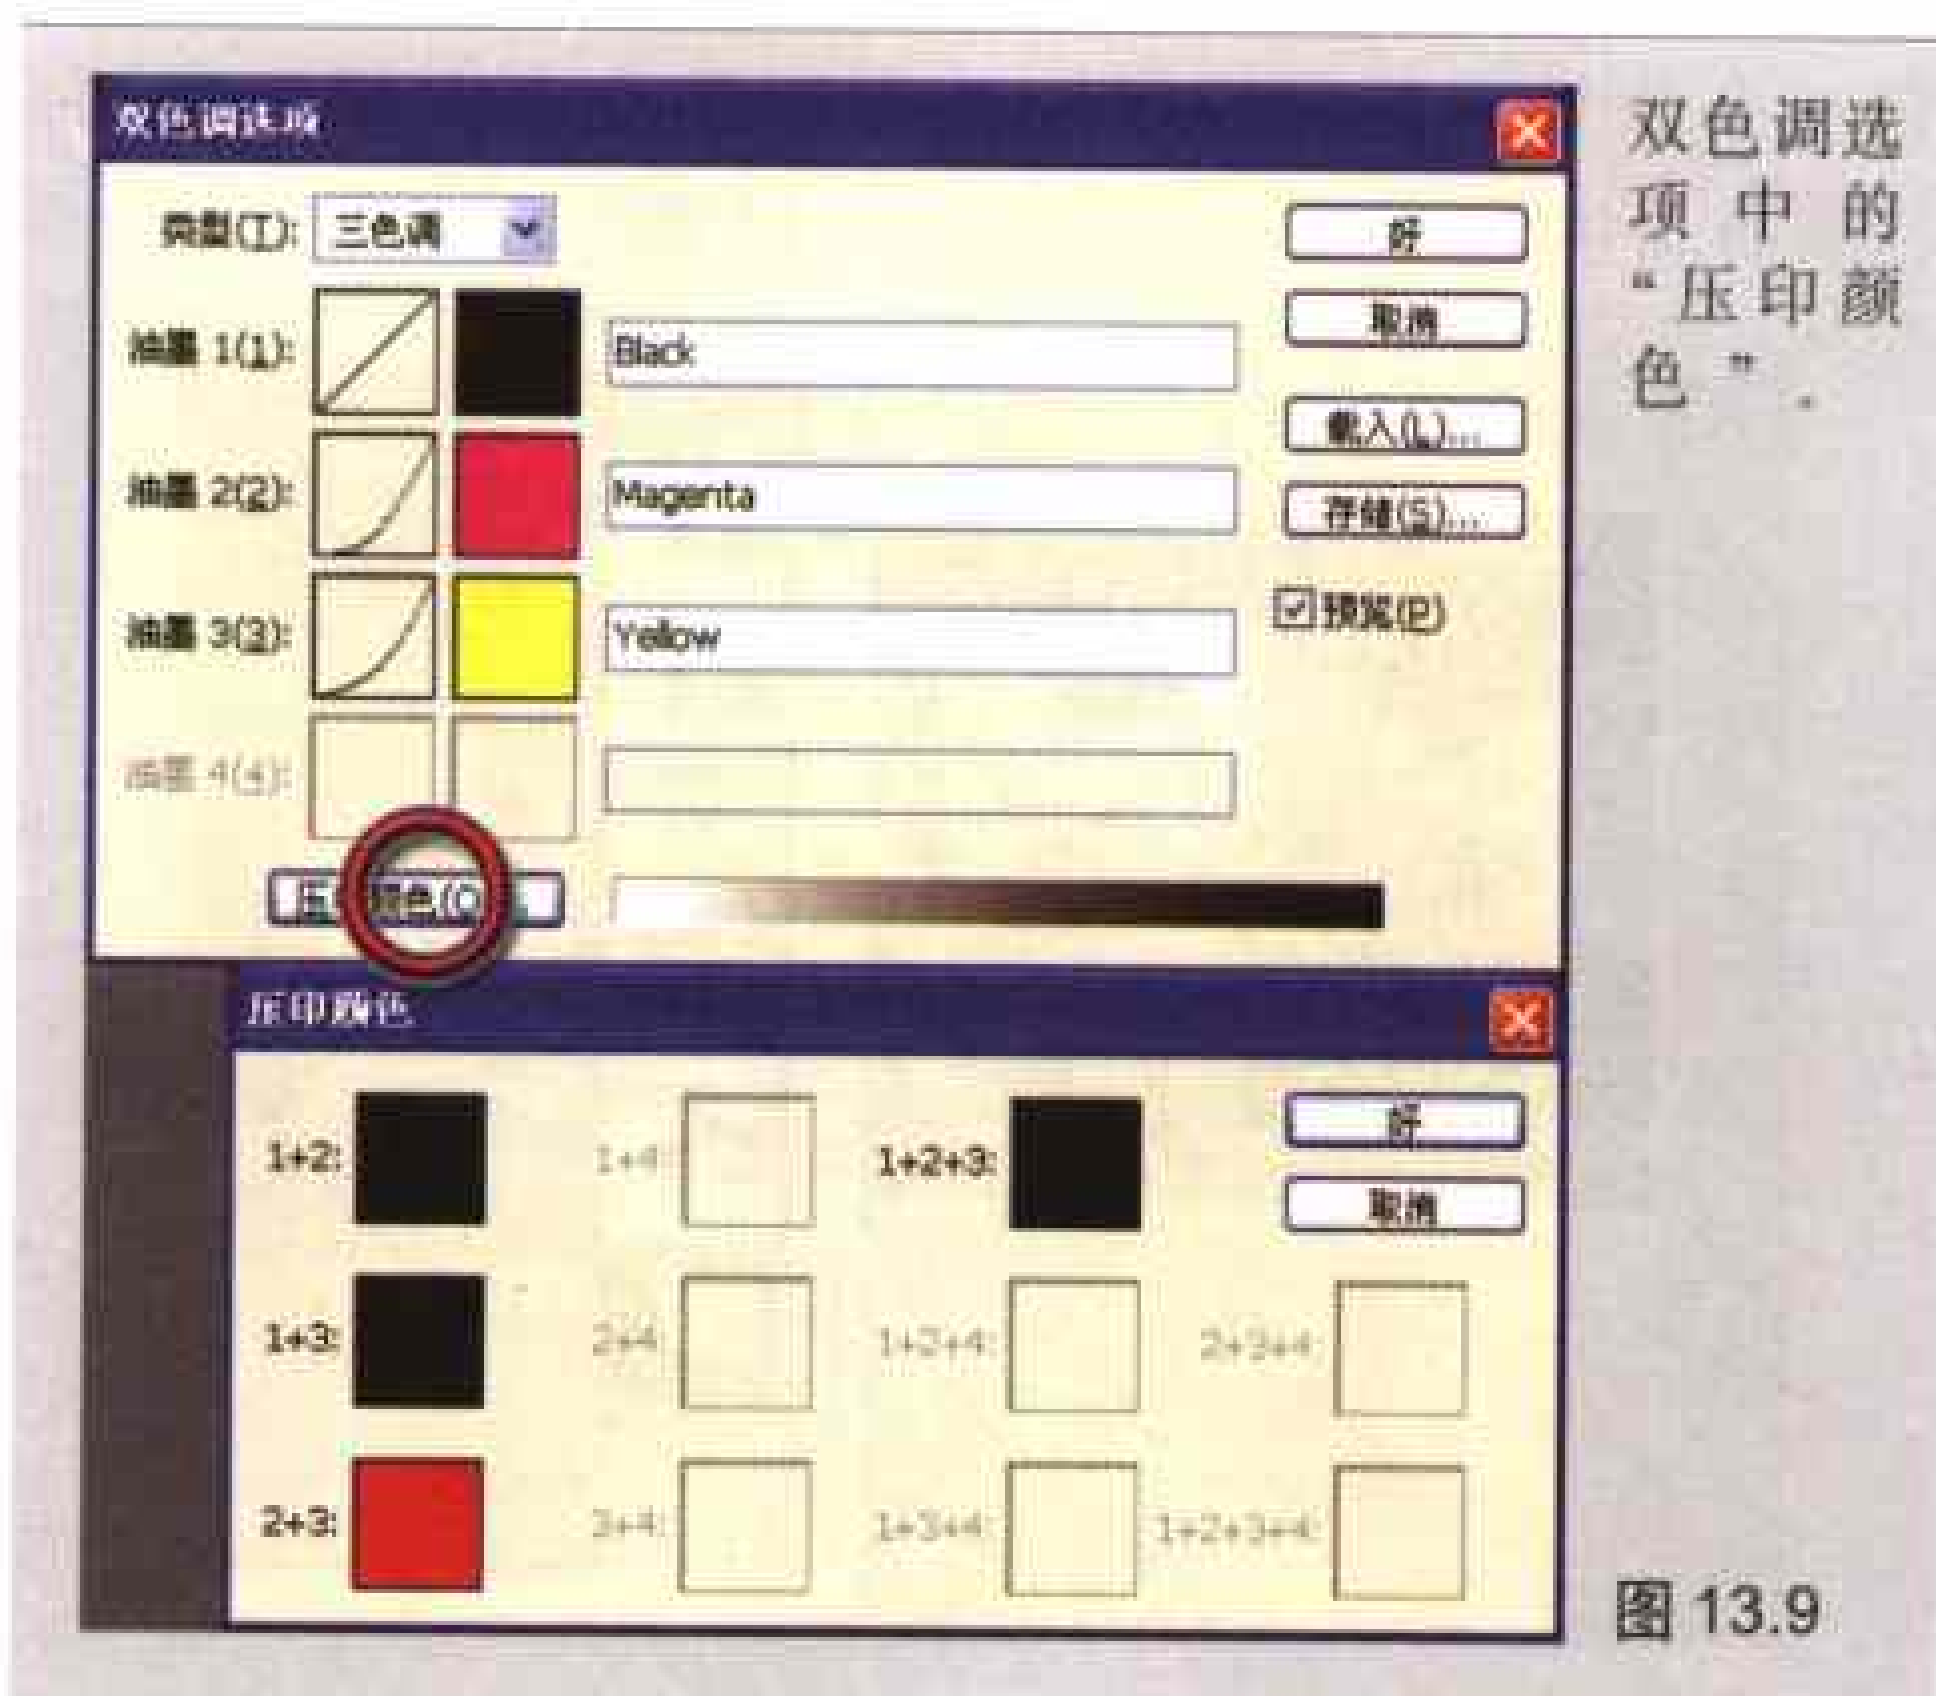 双色调选项
类型(T): 三色调
好
取消
油墨 1(1): Black
载入(L)...
油墨 2(2): Magenta
存储(S)...
油墨 3(3): Yellow
预览(P)
油墨 4(4):
颜色(O
压印颜色
1+2:
1+4:
1+2+3:
好
取消
1+3:
2+4:
1+2+4:
2+3+4:
2+3:
3+4:
1+3+4:
1+2+3+4:
双色调选
项中的
“压印颜
色”.
图 13.9